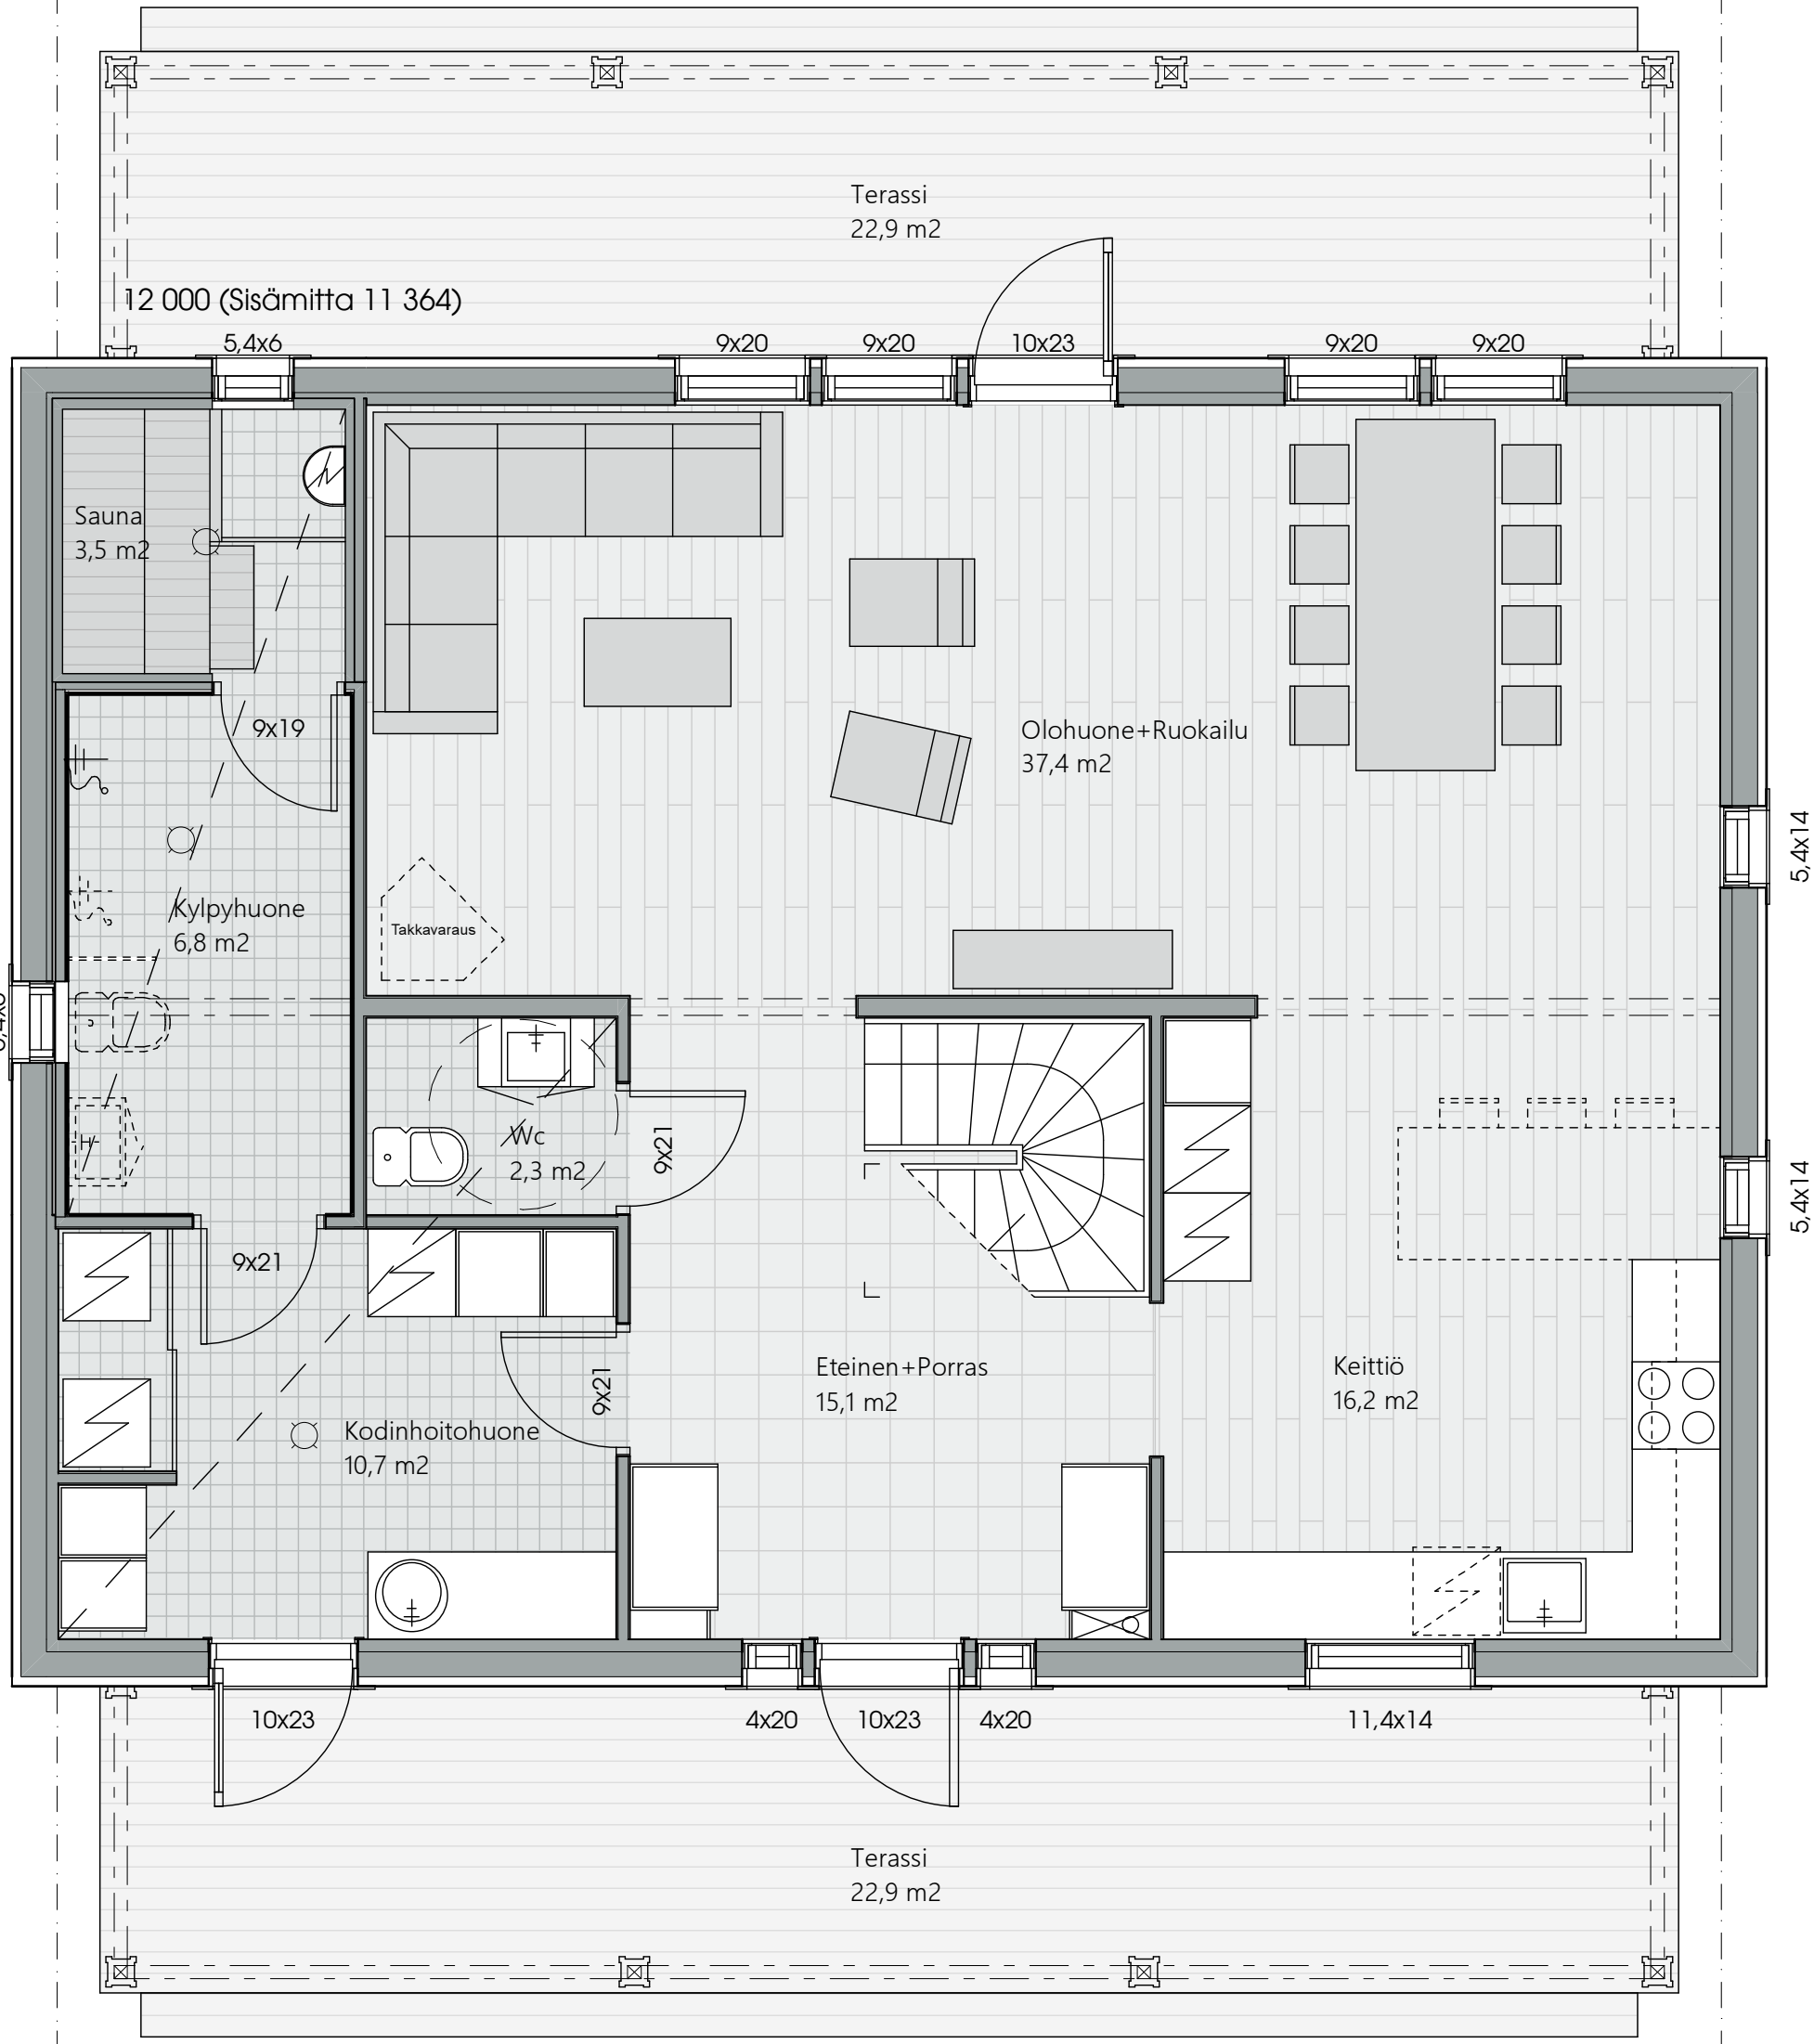 Terassi
22,9 m2
12 000 (Sisämitta 11 364)
5,4x6
9x20
9x20
10x23
9x20
9x20
Sauna
3,5 m2
9x19
Olohuone+Ruokailu
37,4 m2
5,4x14
Kylpyhuone
6,8 m2
Takkavaraus
Wc
2,3 m2
9x21
5,4x14
9x21
Eteinen+Porras
15,1 m2
Keittiö
16,2 m2
9x21
Kodinhoitohuone
10,7 m2
10x23
4x20
10x23
4x20
11,4x14
Terassi
22,9 m2